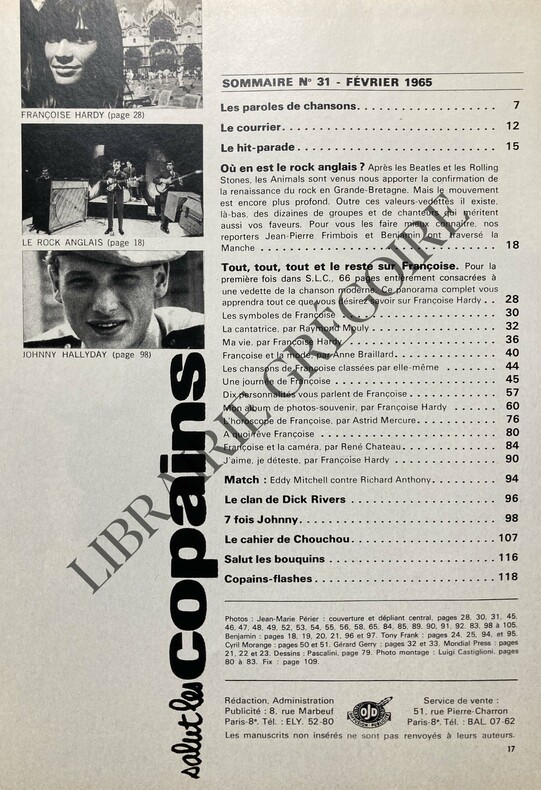 FRANÇOISE HARDY (page 28)
LE ROCK ANGLAIS (page 18)
JOHNNY HALLYDAY (page 98)
salut les copains
SOMMAIRE N° 31 - FÉVRIER 1965
Les paroles de chansons. . . . . . . . . . . . . . . . . . . . 7
Le courrier. . . . . . . . . . . . . . . . . . . . . . . . . . . . . 12
Le hit-parade . . . . . . . . . . . . . . . . . . . . . . . . . . . 15
Où en est le rock anglais ? Après les Beatles et les Rolling
Stones, les Animals sont venus nous apporter la confirmation de
la renaissance du rock en Grande-Bretagne. Mais le mouvement
est encore plus profond. Outre ces valeurs-vedettes il existe,
là-bas, des dizaines de groupes et de chanteurs qui méritent
aussi vos faveurs. Pour vous les faire mieux connaître, nos
reporters Jean-Pierre Frimbois et Benjamin ont traversé la
Manche . . . . . . . . . . . . . . . . . . . . . . . . . . . . . . . 18
Tout, tout, tout et le reste sur Françoise. Pour la
première fois dans S.L.C., 66 pages entièrement consacrées à
une vedette de la chanson moderne. Ce panorama complet vous
apprendra tout ce que vous désirez savoir sur Françoise Hardy . . 28
Les symboles de Françoise . . . . . . . . . . . . . . . . . . 30
La cantatrice, par Raymond Mouly . . . . . . . . . . . . . 32
Ma vie, par Françoise Hardy . . . . . . . . . . . . . . . . . 36
Françoise et la mode, par Anne Braillard. . . . . . . . . . 40
Les chansons de Françoise classées par elle-même . . . . . 44
Une journée de Françoise . . . . . . . . . . . . . . . . . . 45
Dix personnalités vous parlent de Françoise . . . . . . . . 57
Mon album de photos-souvenir, par Françoise Hardy . . . . 60
L'horoscope de Françoise, par Astrid Mercure. . . . . . . . 76
A quoi rêve Françoise . . . . . . . . . . . . . . . . . . . . 80
Françoise et la caméra, par René Chateau. . . . . . . . . . 84
J'aime, je déteste, par Françoise Hardy . . . . . . . . . . 90
Match : Eddy Mitchell contre Richard Anthony. . . . . . . . 94
Le clan de Dick Rivers . . . . . . . . . . . . . . . . . . . . 96
7 fois Johnny. . . . . . . . . . . . . . . . . . . . . . . . . . 98
Le cahier de Chouchou. . . . . . . . . . . . . . . . . . . . 107
Salut les bouquins . . . . . . . . . . . . . . . . . . . . . . 116
Copains-flashes . . . . . . . . . . . . . . . . . . . . . . . . 118
Photos : Jean-Marie Périer : couverture et dépliant central, pages 28, 30, 31, 45,
46, 47, 48, 49, 52, 53, 54, 55, 56, 58, 65, 84, 85, 89, 90, 91, 92, 83, 98 à 105.
Benjamin : pages 18, 19, 20, 21, 96 et 97. Tony Frank : pages 24, 25, 94, et 95.
Cyril Morange : pages 50 et 51. Gérard Gery : pages 32 et 33. Mondial Press : pages
21, 22 et 23. Dessins : Pascalini, page 79. Photo montage : Luigi Castiglioni, pages
80 à 83. Fix : page 109.
Rédaction, Administration
Publicité : 8, rue Marbeuf
Paris-8e. Tél : ELY. 52-80
OJD
Service de vente :
51, rue Pierre-Charron
Paris-8e. Tél. : BAL. 07-62
Les manuscrits non insérés ne sont pas renvoyés à leurs auteurs.
17
LIBRAIRIE GRÉGOIRE